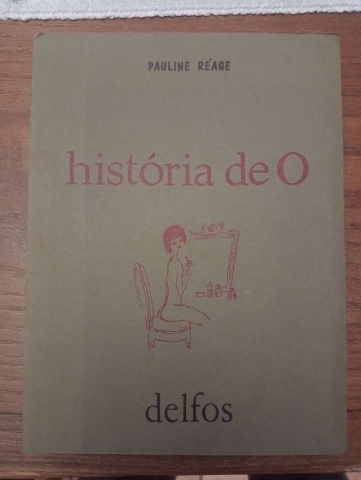 PAULINE RÉAGE
história de O
delfos